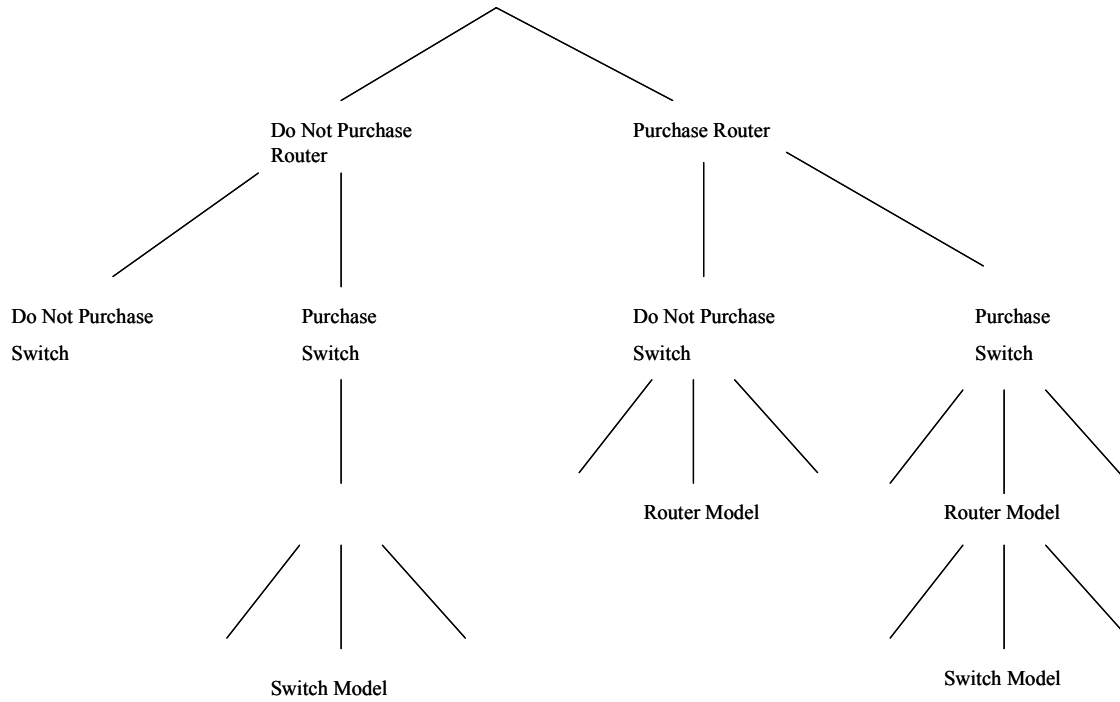 Do Not Purchase
Router
Purchase Router
Do Not Purchase
Switch
Purchase
Switch
Do Not Purchase
Switch
Purchase
Switch
Router Model
Router Model
Switch Model
Switch Model